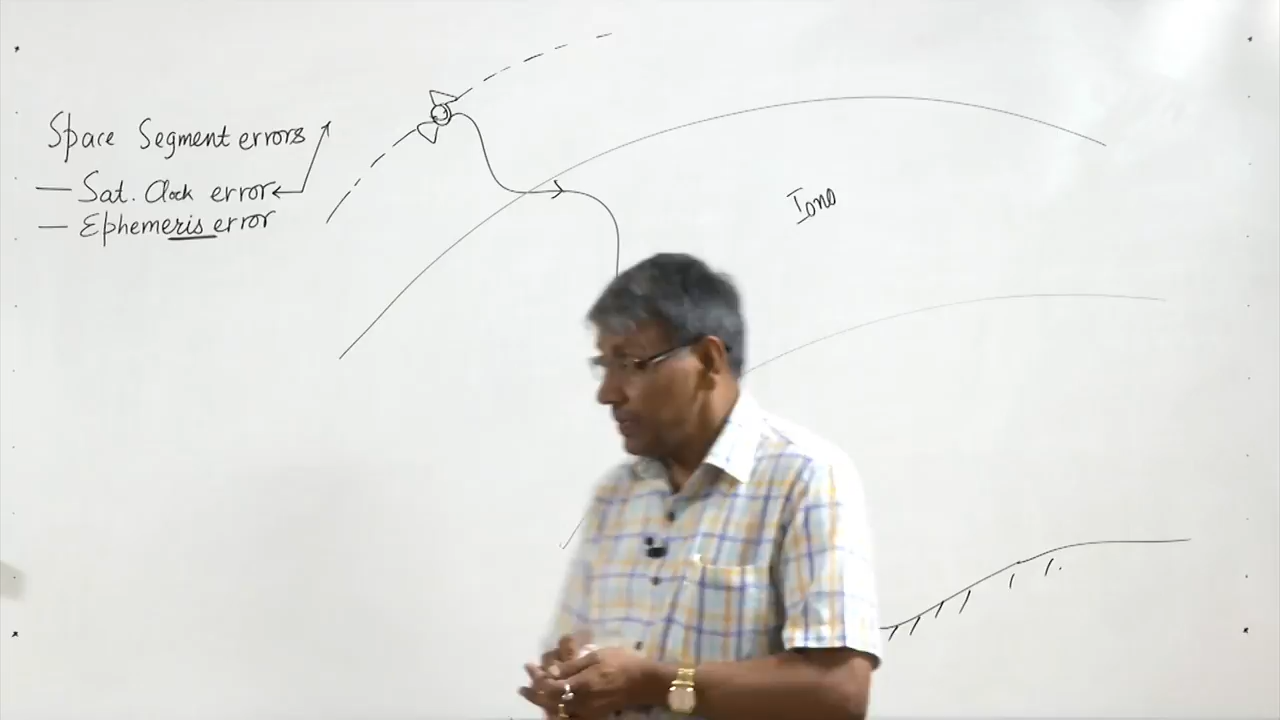 Space Segment errors
— Sat. Clock error
— Ephemeris error
Iono